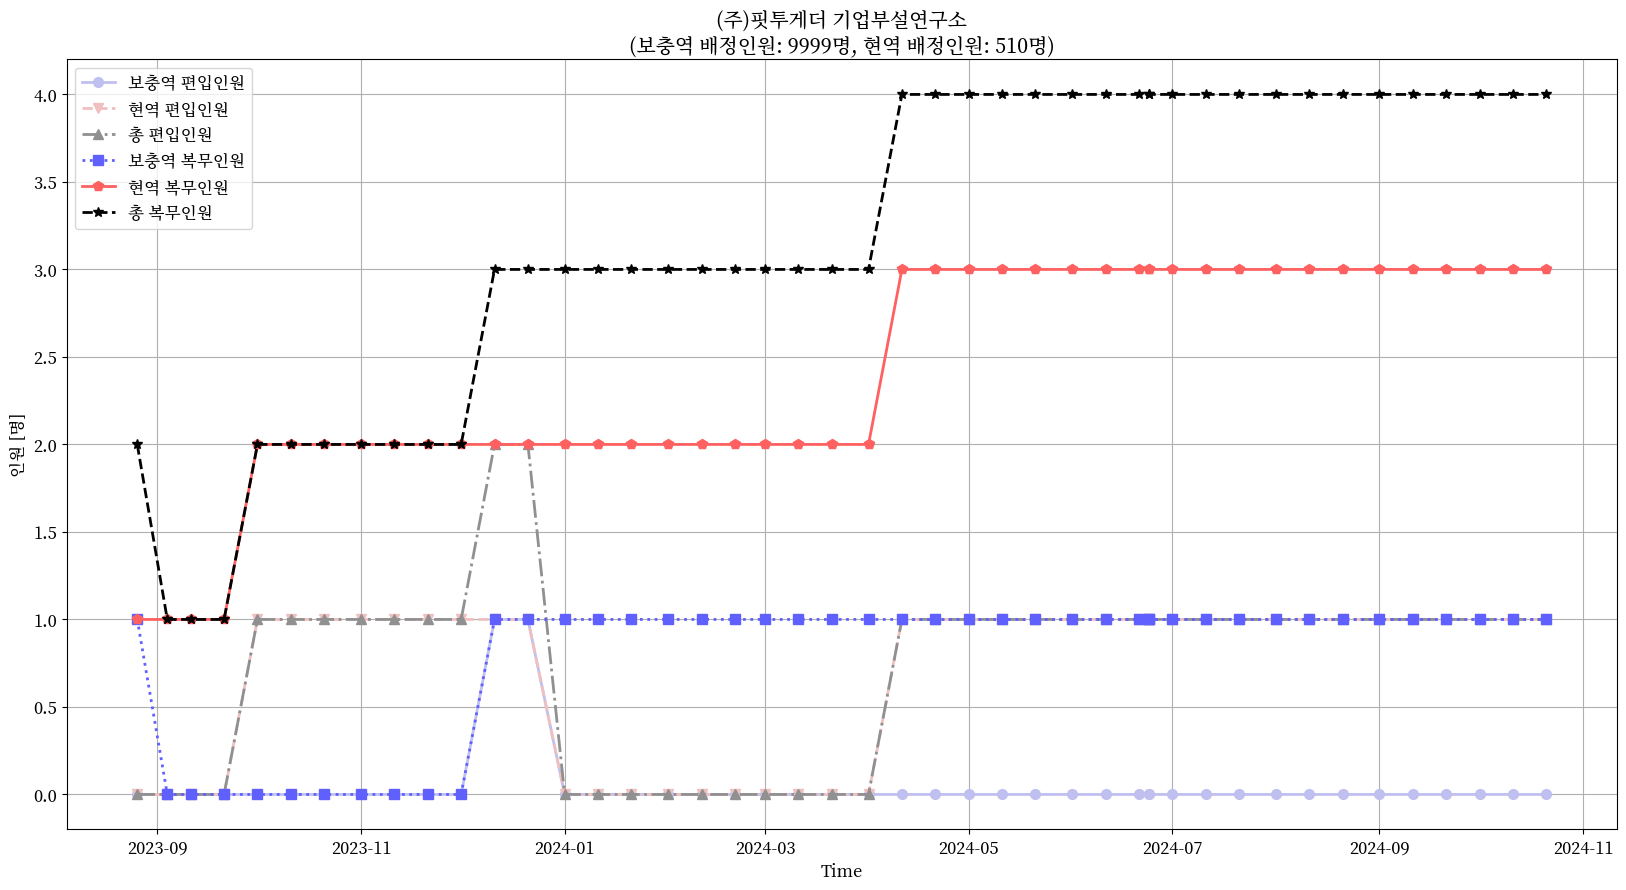 (주)핏투게더 기업부설연구소
(보충역 배정인원: 9999명, 현역 배정인원: 510명)
보충역 편입인원
현역 편입인원
총 편입인원
보충역 복무인원
현역 복무인원
총 복무인원
4.0
3.5
3.0
2.5
2.0
1.5
1.0
0.5
0.0
인원 [명]
2023-09
2023-11
2024-01
2024-03
2024-05
2024-07
2024-09
2024-11
Time